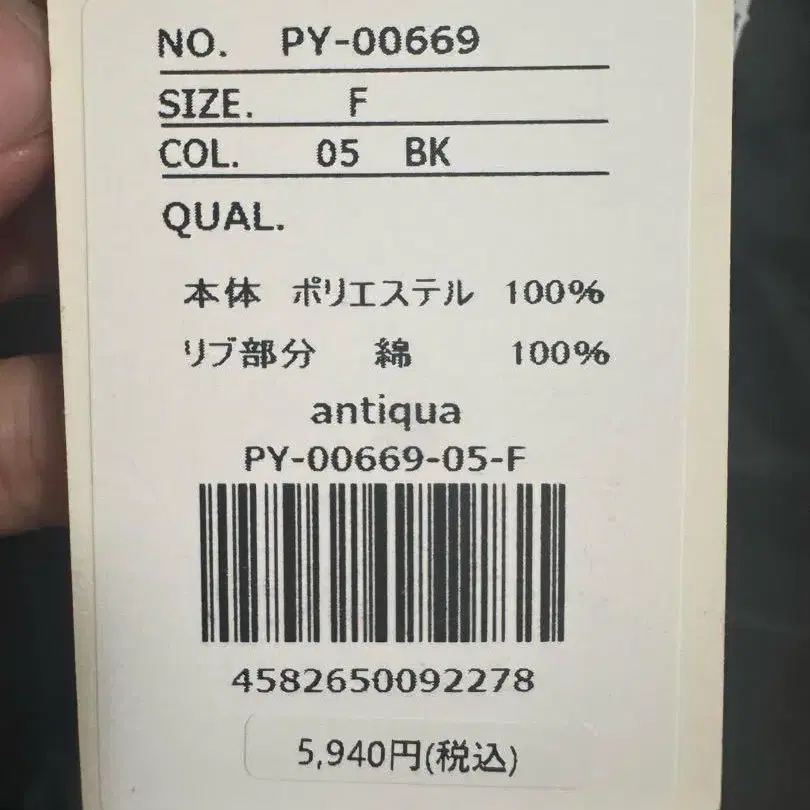 NO. PY-00669
SIZE. F
COL. 05 BK
QUAL.
本体 ポリエステル 100%
リブ部分 綿 100%
antiqua
PY-00669-05-F
4582650092278
5,940円(税込)